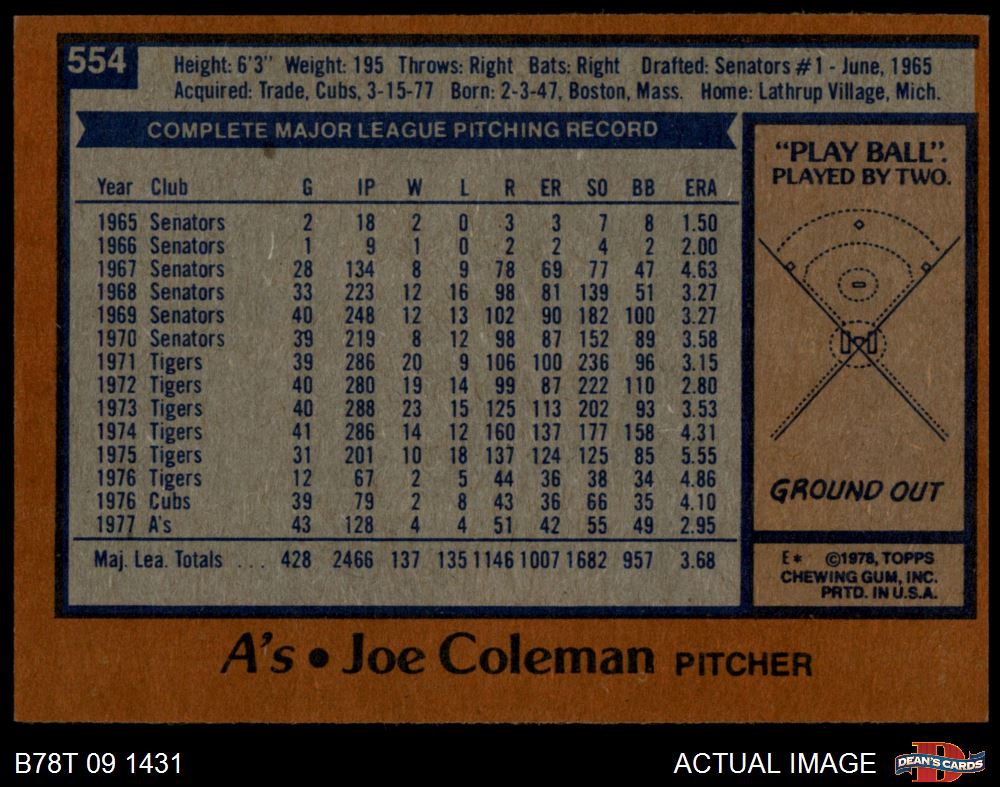 554
Height: 6'3" Weight: 195 Throws: Right Bats: Right Drafted: Senators #1 - June, 1965
Acquired: Trade, Cubs, 3-15-77 Born: 2-3-47, Boston, Mass. Home: Lathrup Village, Mich.
COMPLETE MAJOR LEAGUE PITCHING RECORD
Year Club G IP W L R ER SO BB ERA
1965 Senators 2 18 2 0 3 3 7 8 1.50
1966 Senators 1 9 1 0 2 2 4 2 2.00
1967 Senators 28 134 8 9 78 69 77 47 4.63
1968 Senators 33 223 12 16 98 81 139 51 3.27
1969 Senators 40 248 12 13 102 90 182 100 3.27
1970 Senators 39 219 8 12 98 87 152 89 3.58
1971 Tigers 39 286 20 9 106 100 236 96 3.15
1972 Tigers 40 280 19 14 99 87 222 110 2.80
1973 Tigers 40 288 23 15 125 113 202 93 3.53
1974 Tigers 41 286 14 12 160 137 177 158 4.31
1975 Tigers 31 201 10 18 137 124 125 85 5.55
1976 Tigers 12 67 2 5 44 36 38 34 4.86
1976 Cubs 39 79 2 8 43 36 66 35 4.10
1977 A's 43 128 4 4 51 42 55 49 2.95
Maj. Lea. Totals . . . 428 2466 137 135 1146 1007 1682 957 3.68
"PLAY BALL".
PLAYED BY TWO.
GROUND OUT
E* ©1978, TOPPS
CHEWING GUM, INC.
PRTD. IN U.S.A.
A's • Joe Coleman PITCHER
B78T 09 1431
ACTUAL IMAGE
D
DEAN'S CARDS